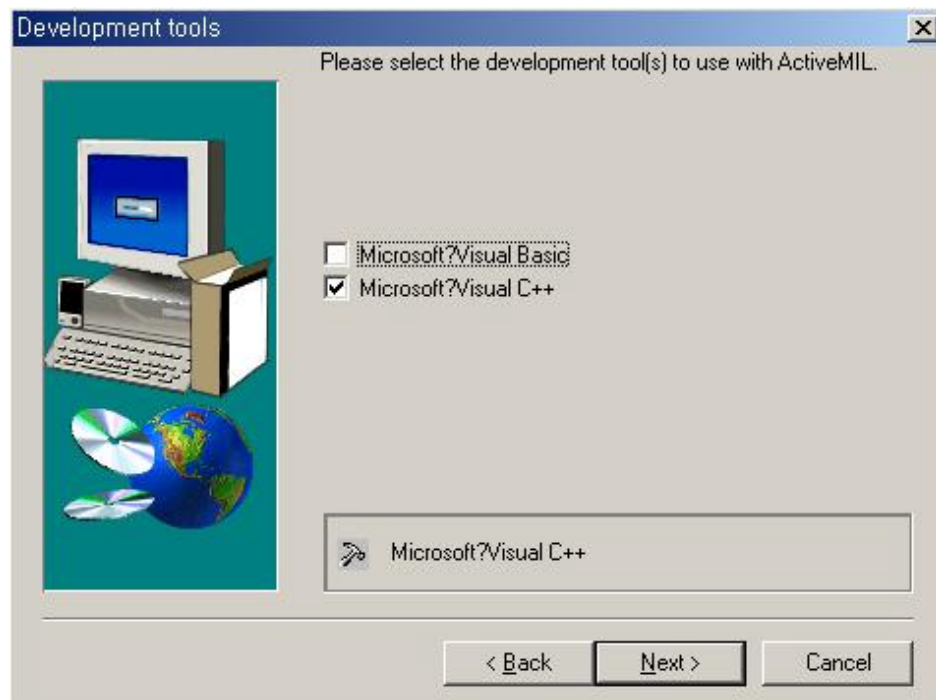 Development tools
Please select the development tool(s) to use with ActiveMIL.
Microsoft?Visual Basic
Microsoft?Visual C++
Microsoft?Visual C++
< Back
Next >
Cancel